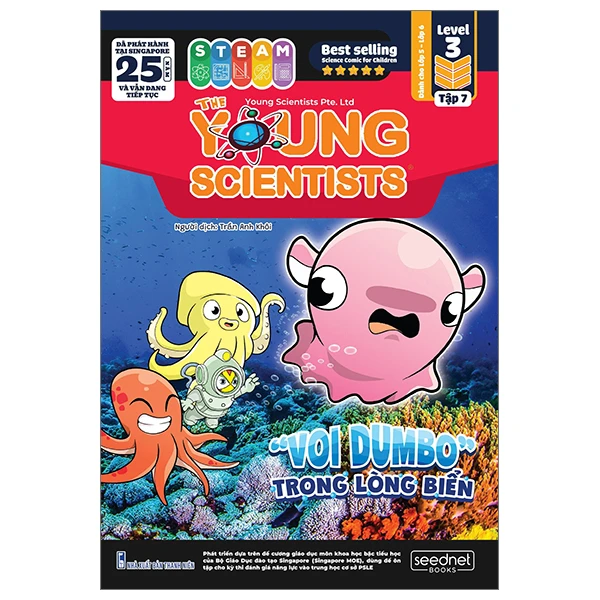 ĐÃ PHÁT HÀNH
TẠI SINGAPORE
25 NĂM
VÀ VẪN ĐANG
TIẾP TỤC
STEAM
Best selling
Science Comic For Children
Dành cho Lớp 5 - Lớp 6
Level
3
Tập 7
Young Scientists Pte. Ltd
THE
YOUNG
SCIENTISTS
Người dịch: Trần Anh Khôi
"VOI DUMBO"
TRONG LÒNG BIỂN
NHÀ XUẤT BẢN THANH NIÊN
Phát triển dựa trên đề cương giáo dục môn khoa học bậc tiểu học
của Bộ Giáo Dục đào tạo Singapore (Singapore MOE), dùng để ôn
tập cho kỳ thi đánh giá năng lực vào trung học cơ sở PSLE
seednet
BOOKS